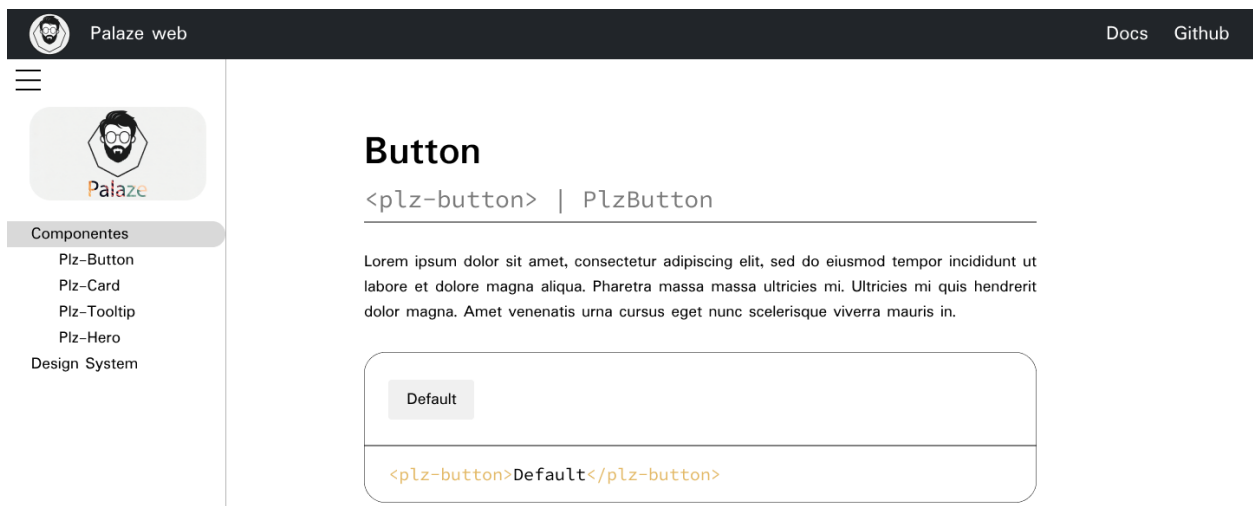 Palaze web
Docs Github
Palaze
Componentes
Plz-Button
Plz-Card
Plz-Tooltip
Plz-Hero
Design System
Button
<plz-button> | PlzButton
Lorem ipsum dolor sit amet, consectetur adipiscing elit, sed do eiusmod tempor incididunt ut
labore et dolore magna aliqua. Pharetra massa massa ultricies mi. Ultricies mi quis hendrerit
dolor magna. Amet venenatis urna cursus eget nunc scelerisque viverra mauris in.
Default
<plz-button>Default</plz-button>